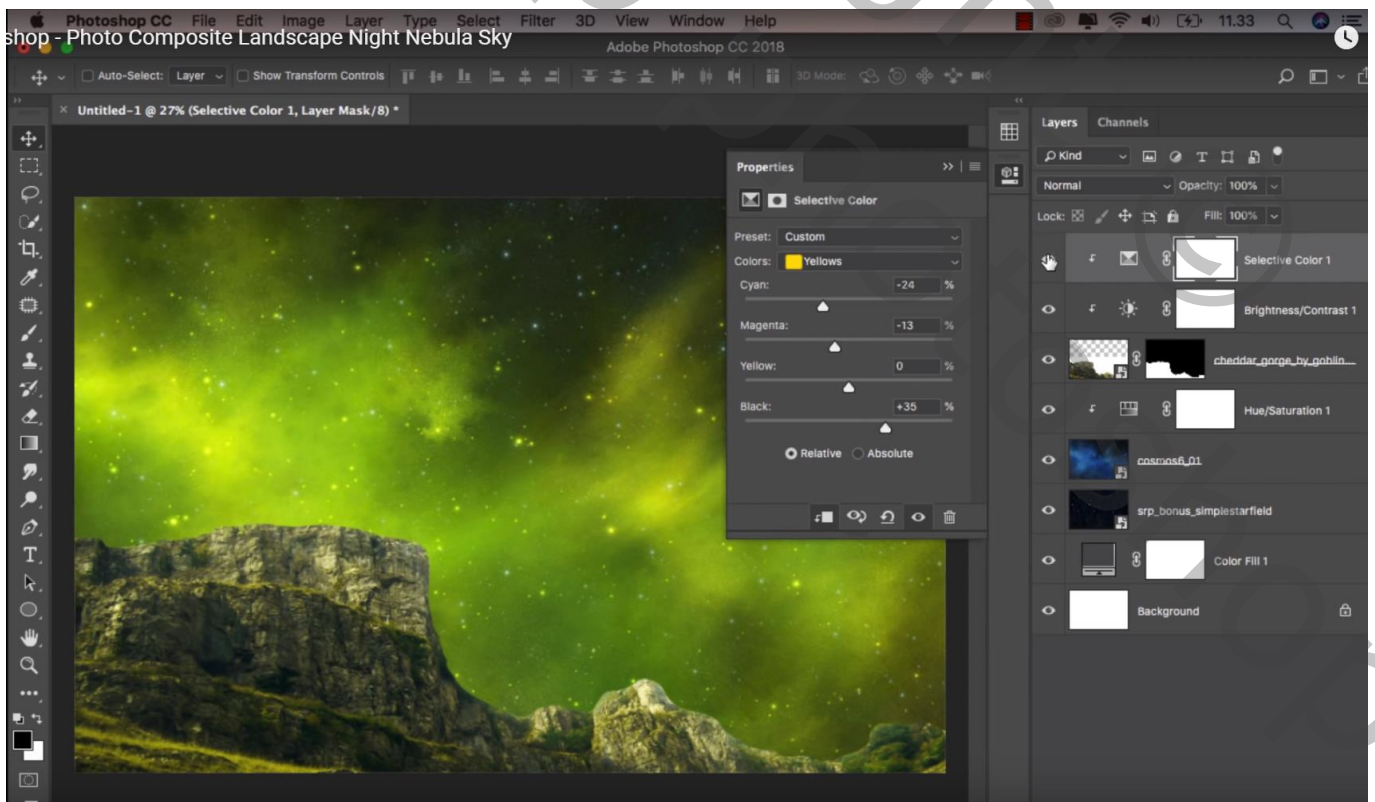 Photoshop CC File Edit Image Layer Type Select Filter 3D View Window Help 11.33
shop - Photo Composite Landscape Night Nebula Sky
Adobe Photoshop CC 2018
Auto-Select: Layer Show Transform Controls 3D Mode:
× Untitled-1 @ 27% (Selective Color 1, Layer Mask/8) *
Properties
Selective Color
Preset: Custom
Colors: Yellows
Cyan: -24 %
Magenta: -13 %
Yellow: 0 %
Black: +35 %
Relative Absolute
Layers Channels
Kind
Normal Opacity: 100%
Lock: Fill: 100%
Selective Color 1
Brightness/Contrast 1
cheddar_gorge_by_goblin...
Hue/Saturation 1
cosmos6_01
srp_bonus_simplestarfield
Color Fill 1
Background